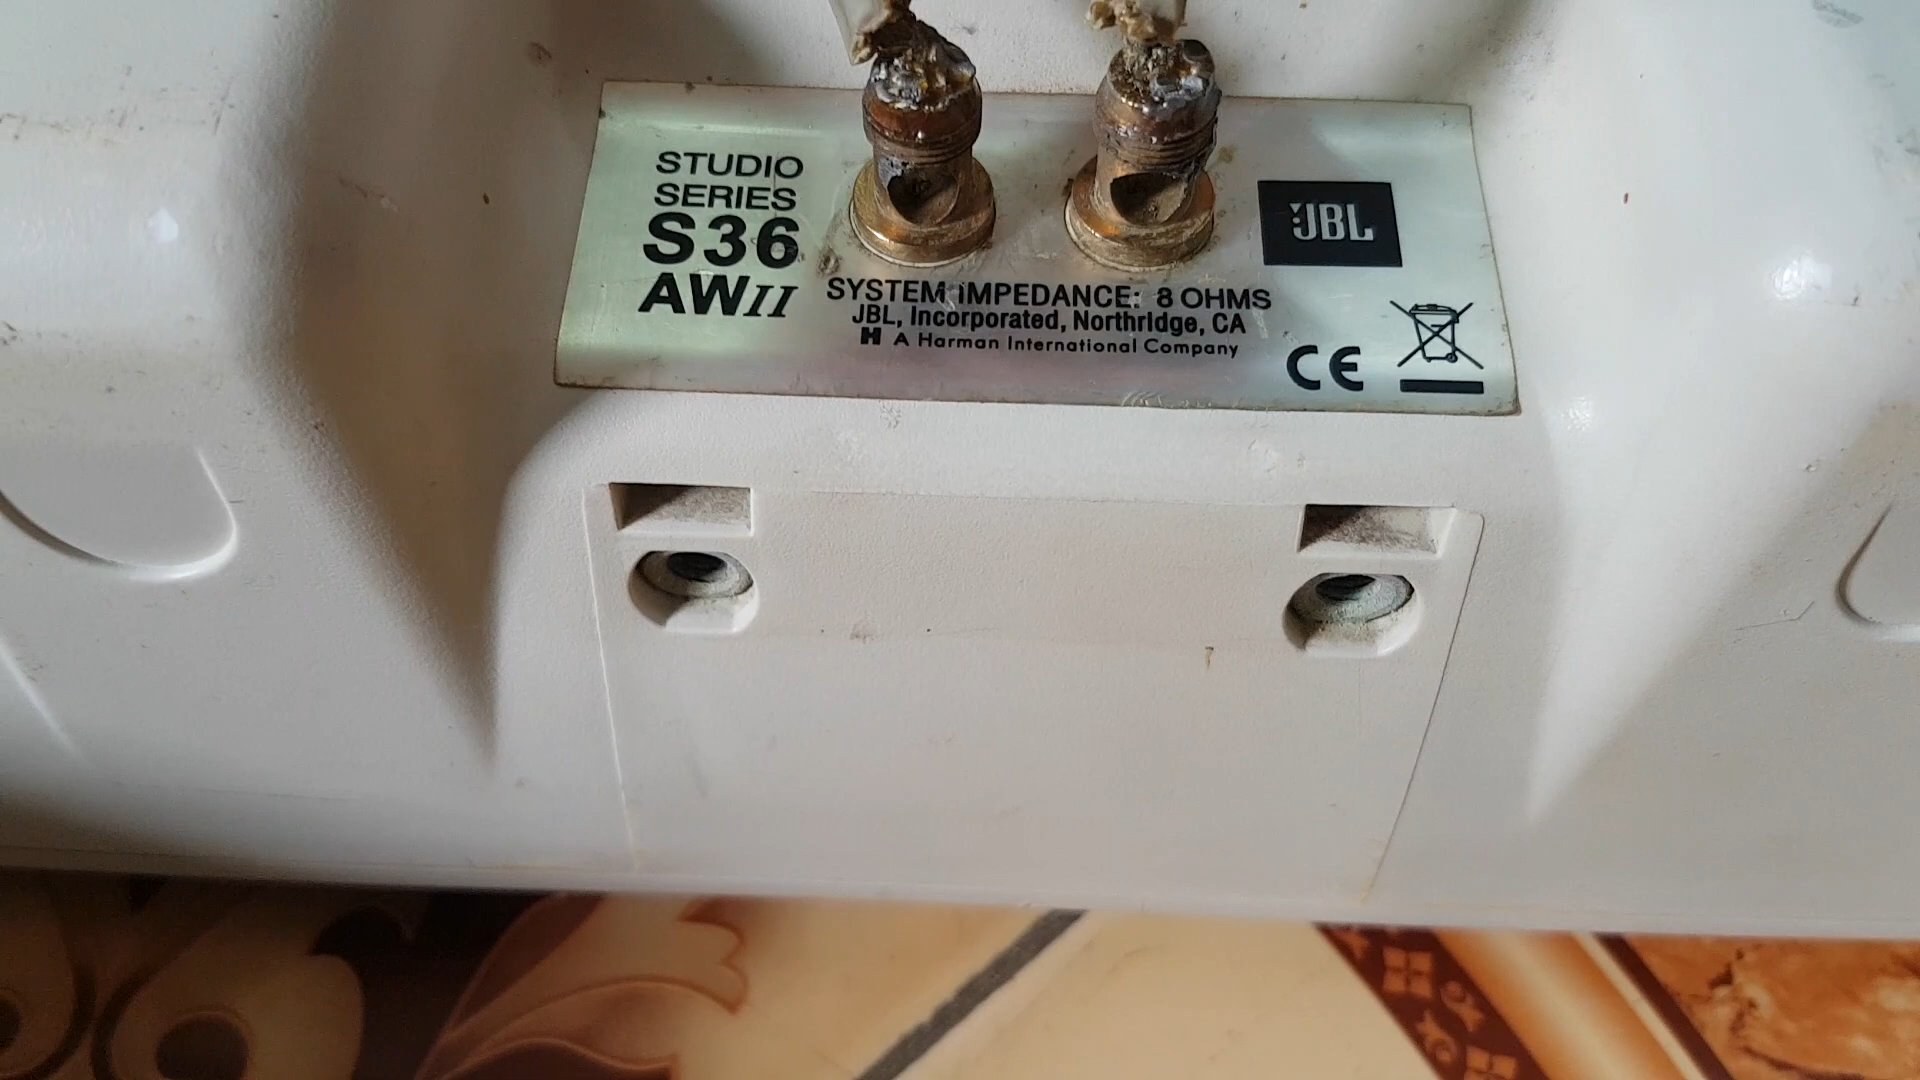 STUDIO
SERIES
S36
AWII
JBL
SYSTEM IMPEDANCE: 8 OHMS
JBL, Incorporated, Northridge, CA
H A Harman International Company
CE